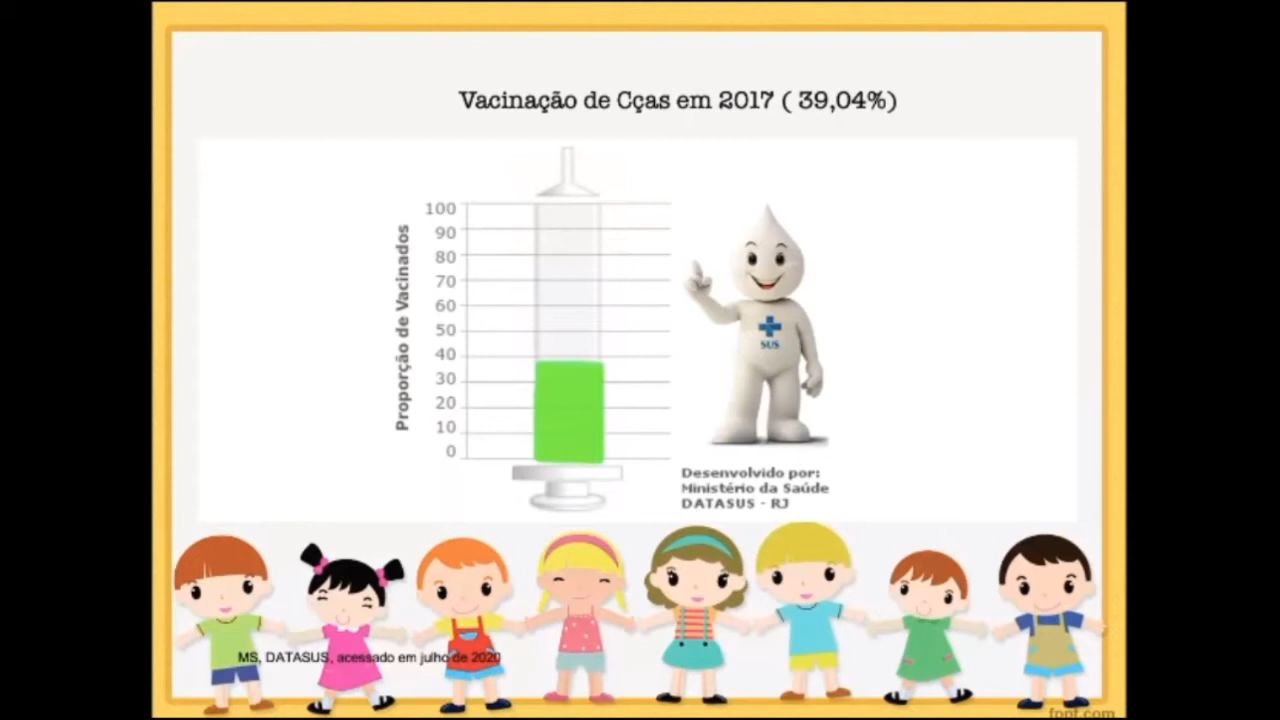 Vacinação de Cças em 2017 ( 39,04%)
Proporção de Vacinados
100
90
80
70
60
50
40
30
20
10
0
SUS
Desenvolvido por:
Ministério da Saúde
DATASUS - RJ
MS, DATASUS, acessado em julho de 2020
fppt.com